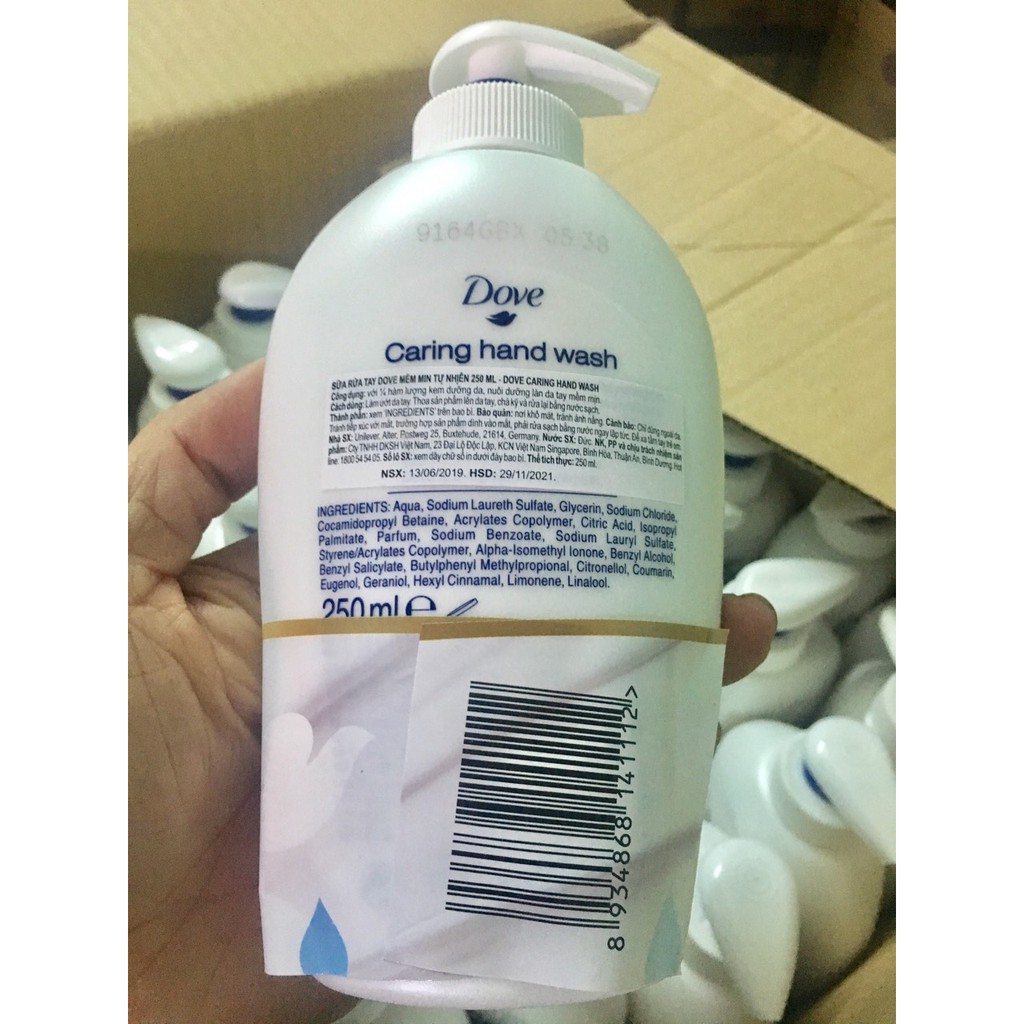 9164GBX 05:38
Dove
Caring hand wash
SỮA RỬA TAY DOVE MỀM MỊN TỰ NHIÊN 250 ML - DOVE CARING HAND WASH
Công dụng: với ¼ hàm lượng kem dưỡng da, nuôi dưỡng làn da tay mềm mịn.
Cách dùng: Làm ướt da tay. Thoa sản phẩm lên da tay, chà kỹ và rửa lại bằng nước sạch.
Thành phần: xem 'INGREDIENTS' trên bao bì. Bảo quản: nơi khô mát, tránh ánh nắng. Cảnh báo: Chỉ dùng ngoài da.
Tránh tiếp xúc với mắt, trường hợp sản phẩm dính vào mắt, phải rửa sạch bằng nước ngay lập tức. Để xa tầm tay trẻ em.
Nhà SX: Unilever, Alter, Postweg 25, Buxtehude, 21614, Germany. Nước SX: Đức. NK, PP và chịu trách nhiệm sản
phẩm: Cty TNHH DKSH Việt Nam, 23 Đại Lộ Độc Lập, KCN Việt Nam Singapore, Bình Hòa, Thuận An, Bình Dương. Hot
line: 1800 54 54 05. Số lô SX: xem dãy chữ số in dưới đáy bao bì. Thể tích thực: 250 ml.
NSX: 13/06/2019. HSD: 29/11/2021.
INGREDIENTS: Aqua, Sodium Laureth Sulfate, Glycerin, Sodium Chloride,
Cocamidopropyl Betaine, Acrylates Copolymer, Citric Acid, Isopropyl
Palmitate, Parfum, Sodium Benzoate, Sodium Lauryl Sulfate,
Styrene/Acrylates Copolymer, Alpha-Isomethyl Ionone, Benzyl Alcohol,
Benzyl Salicylate, Butylphenyl Methylpropional, Citronellol, Coumarin,
Eugenol, Geraniol, Hexyl Cinnamal, Limonene, Linalool.
250 ml e
8 934868 141112 >